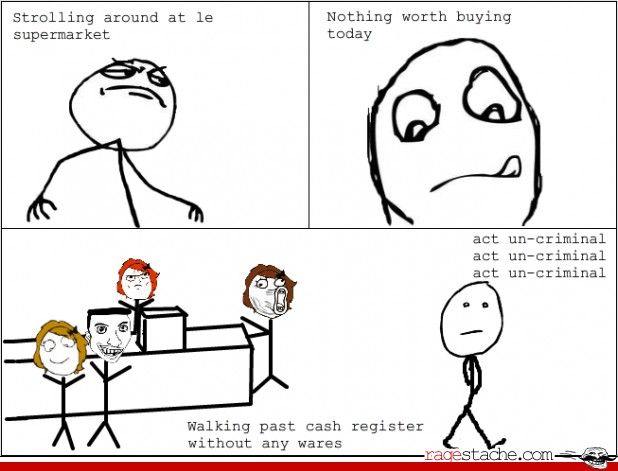 Strolling around at le
supermarket
Nothing worth buying
today
act un-criminal
act un-criminal
act un-criminal
Walking past cash register
without any wares
ragestache.com